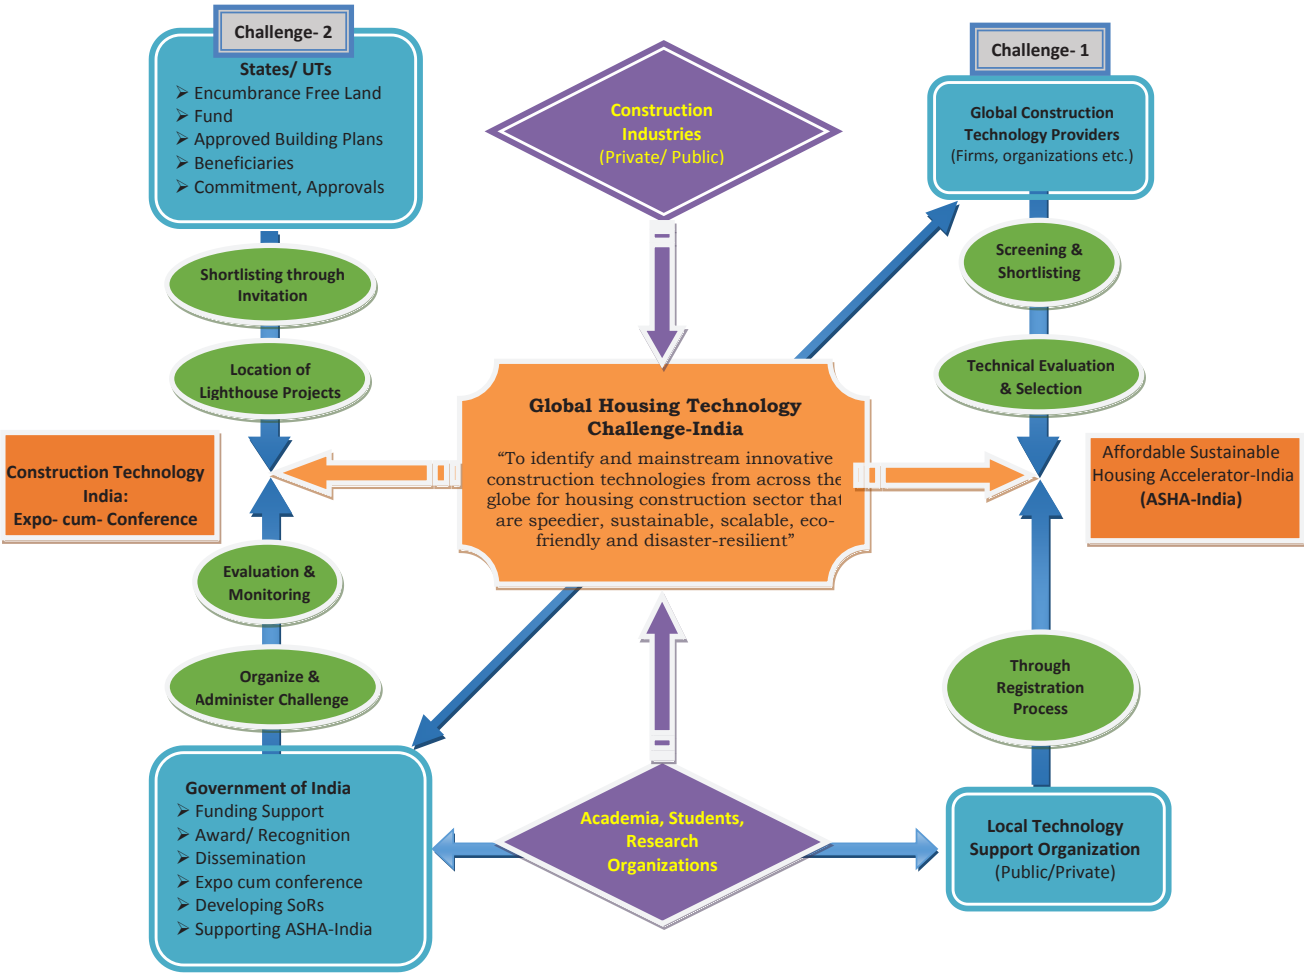 Challenge- 2
States/ UTs
➢ Encumbrance Free Land
➢ Fund
➢ Approved Building Plans
➢ Beneficiaries
➢ Commitment, Approvals
Construction
Industries
(Private/ Public)
Challenge- 1
Global Construction
Technology Providers
(Firms, organizations etc.)
Shortlisting through
Invitation
Screening &
Shortlisting
Location of
Lighthouse Projects
Technical Evaluation
& Selection
Construction Technology
India:
Expo- cum- Conference
Global Housing Technology
Challenge-India
“To identify and mainstream innovative
construction technologies from across the
globe for housing construction sector that
are speedier, sustainable, scalable, eco-
friendly and disaster-resilient”
Affordable Sustainable
Housing Accelerator-India
(ASHA-India)
Evaluation &
Monitoring
Organize &
Administer Challenge
Through
Registration
Process
Government of India
➢ Funding Support
➢ Award/ Recognition
➢ Dissemination
➢ Expo cum conference
➢ Developing SoRs
➢ Supporting ASHA-India
Academia, Students,
Research
Organizations
Local Technology
Support Organization
(Public/Private)